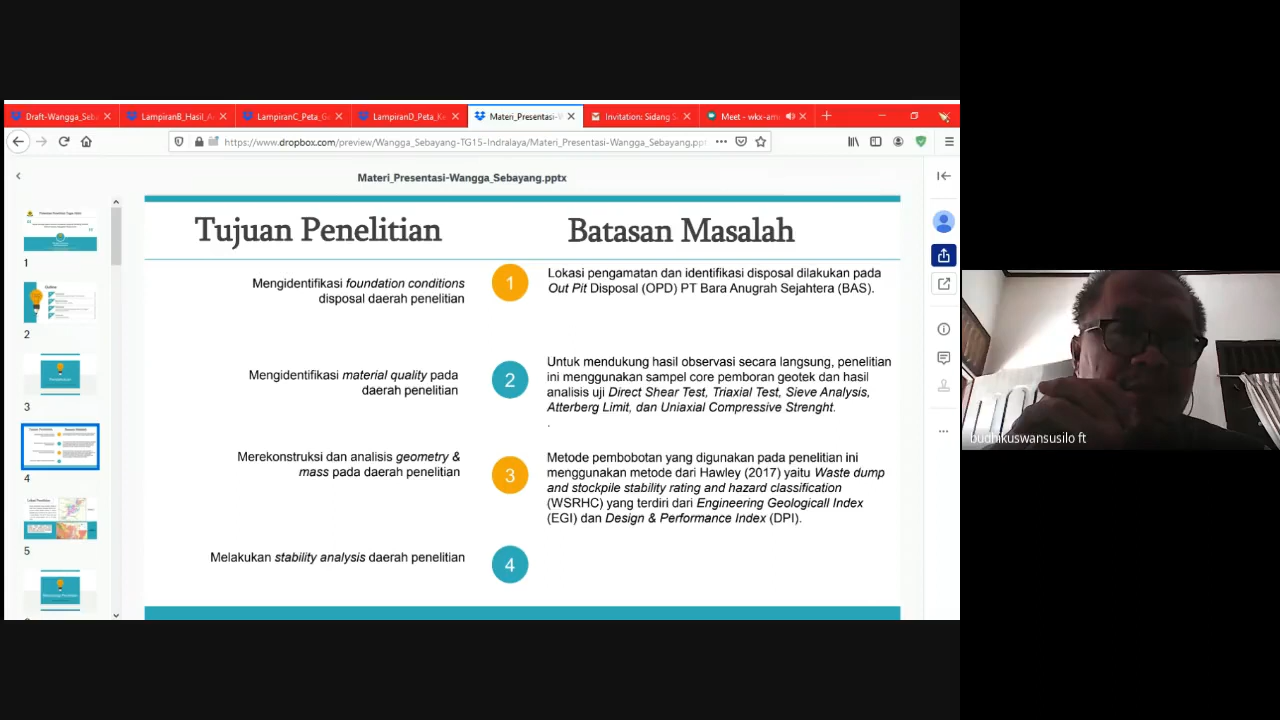 Draft-Wangga_Seb
LampiranB_Hasil_A
LampiranC_Peta_G
LampiranD_Peta_K
Materi_Presentasi-W
Invitation: Sidang S
Meet - wkx-am
https://www.dropbox.com/preview/Wangga_Sebayang-TG15-Indralaya/Materi_Presentasi-Wangga_Sebayang.ppt
Materi_Presentasi-Wangga_Sebayang.pptx
1
2
3
4
5
Outline
Tujuan Penelitian
Batasan Masalah
Mengidentifikasi foundation conditions
disposal daerah penelitian
1
Lokasi pengamatan dan identifikasi disposal dilakukan pada
Out Pit Disposal (OPD) PT Bara Anugrah Sejahtera (BAS).
Mengidentifikasi material quality pada
daerah penelitian
2
Untuk mendukung hasil observasi secara langsung, penelitian
ini menggunakan sampel core pemboran geotek dan hasil
analisis uji Direct Shear Test, Triaxial Test, Sieve Analysis,
Atterberg Limit, dan Uniaxial Compressive Strenght.
.
Merekonstruksi dan analisis geometry &
mass pada daerah penelitian
3
Metode pembobotan yang digunakan pada penelitian ini
menggunakan metode dari Hawley (2017) yaitu Waste dump
and stockpile stability rating and hazard classification
(WSRHC) yang terdiri dari Engineering Geologicall Index
(EGI) dan Design & Performance Index (DPI).
Melakukan stability analysis daerah penelitian
4
budhikuswansusilo ft